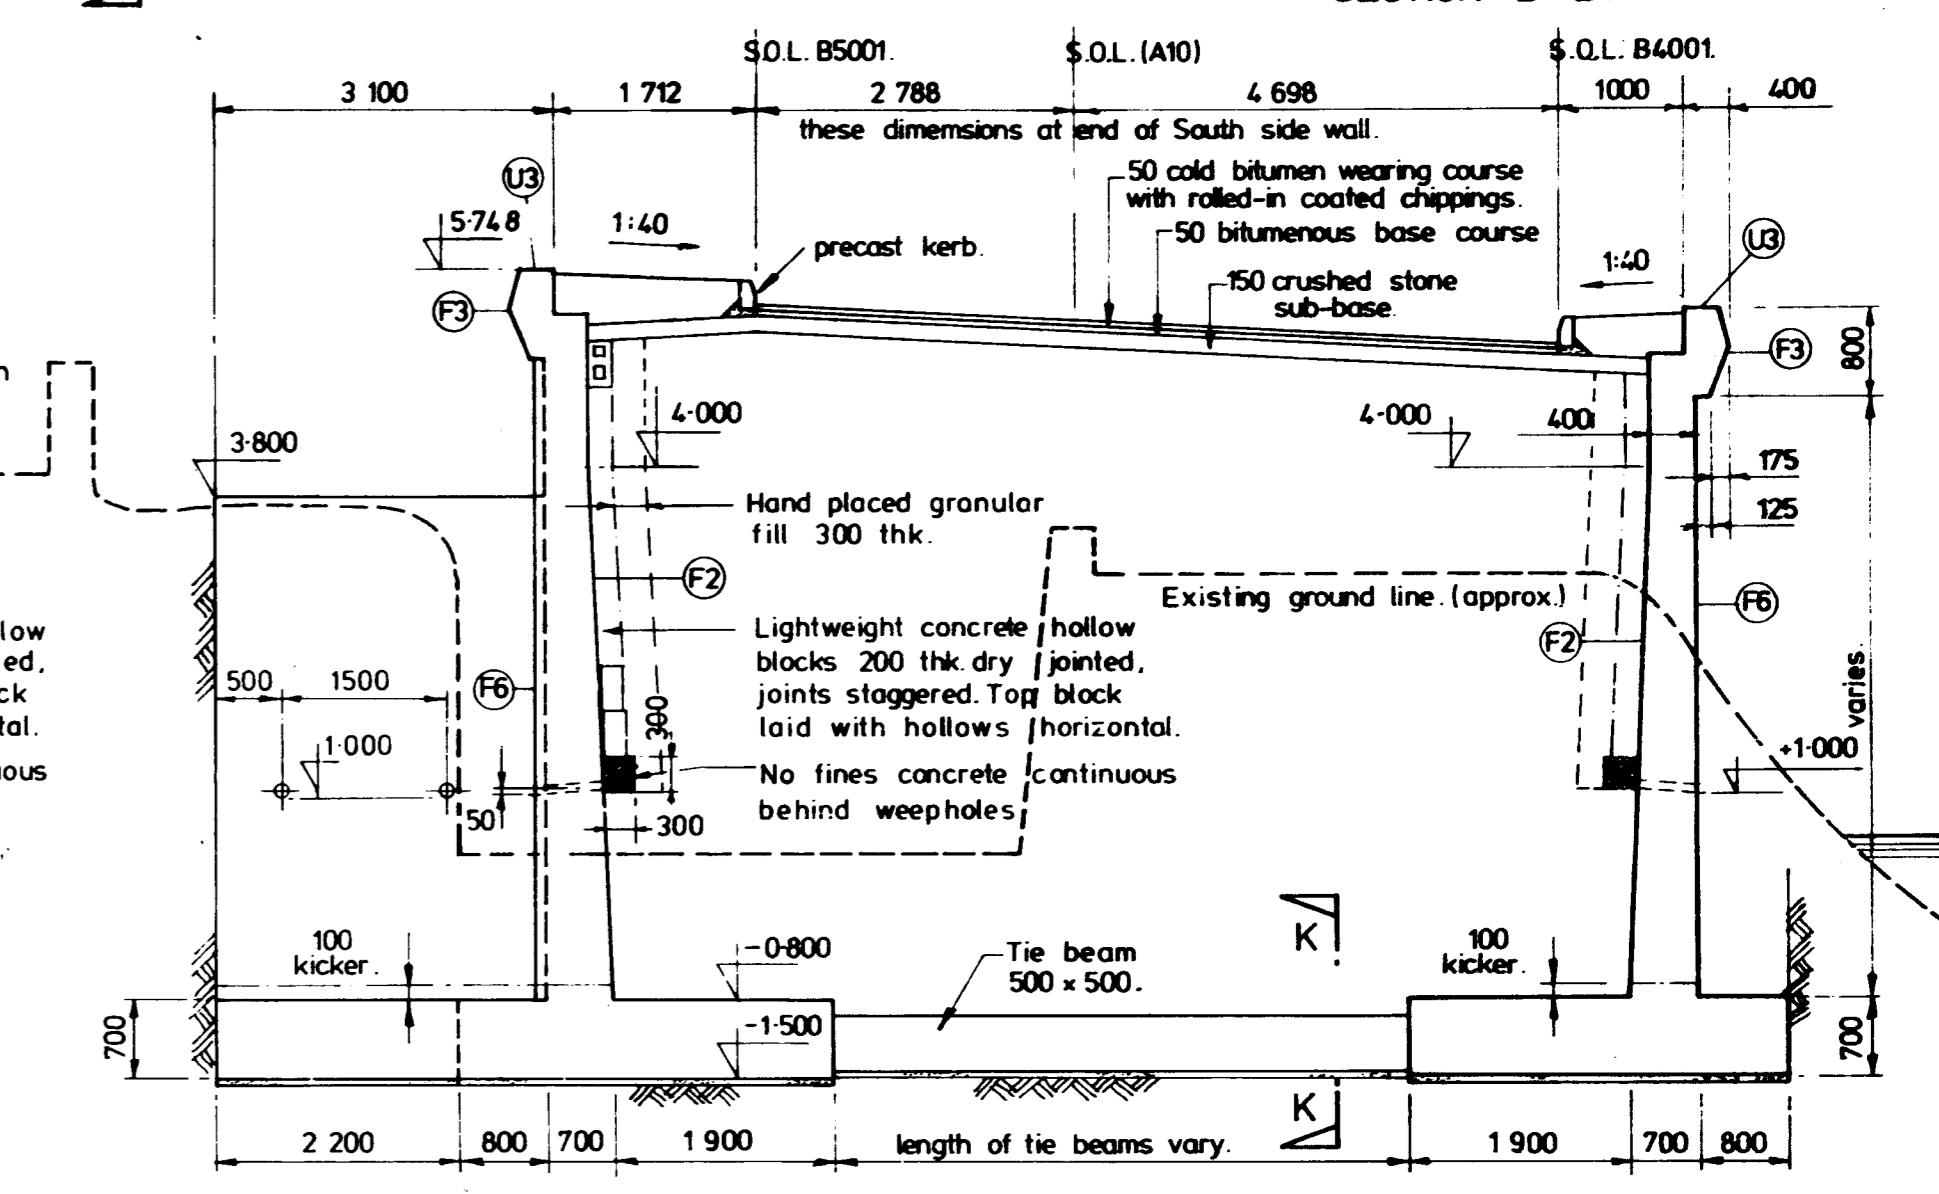 S.O.L. B5001.
S.O.L. (A10)
S.O.L. B4001.
3 100
1 712
2 788
4 698
1000
400
these dimemsions at end of South side wall.
50 cold bitumen wearing course
with rolled-in coated chippings.
50 bitumenous base course
150 crushed stone
sub-base.
U3
5·748
1:40
precast kerb.
F3
1:40
U3
F3
800
3·800
4·000
4·000
400
175
125
Hand placed granular
fill 300 thk.
F2
Existing ground line. (approx.)
F6
F2
Lightweight concrete hollow
blocks 200 thk. dry jointed,
joints staggered. Top block
laid with hollows horizontal.
low
ed,
ck
tal.
uous
500
1500
F6
300
varies.
1·000
+1·000
No fines concrete continuous
behind weepholes
50
300
100
kicker.
-0·800
Tie beam
500 × 500.
K
100
kicker.
700
-1·500
700
K
2 200
800
700
1 900
length of tie beams vary.
1 900
700
800